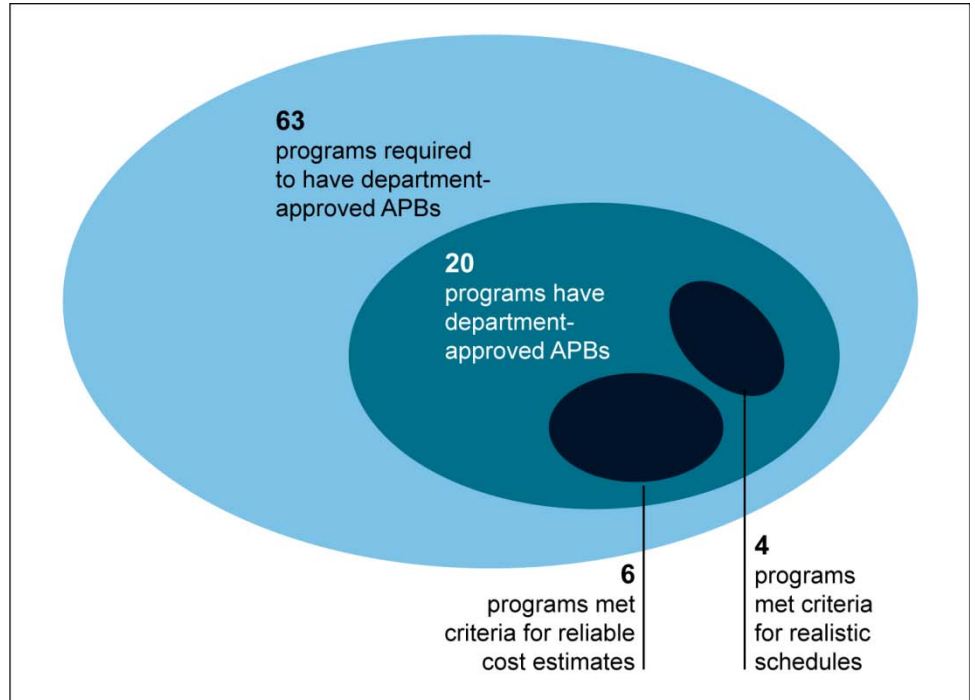 63
programs required
to have department-
approved APBs
20
programs have
department-
approved APBs
6
programs met
criteria for reliable
cost estimates
4
programs
met criteria
for realistic
schedules